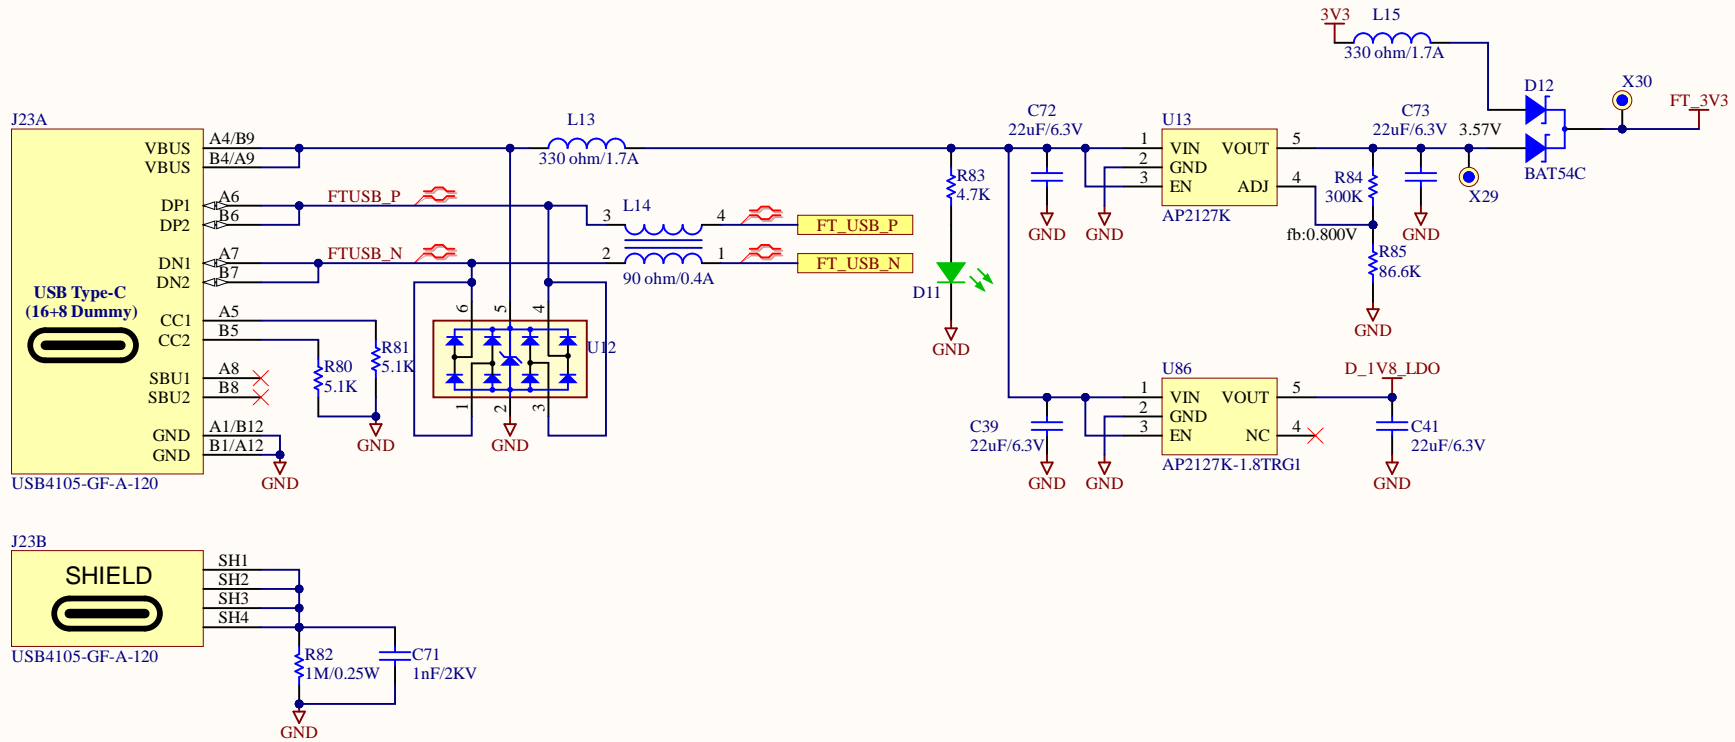 3V3
L15
330 ohm/1.7A
D12
X30
FT_3V3
J23A
A4/B9
VBUS
B4/A9
VBUS
L13
330 ohm/1.7A
C72
22uF/6.3V
U13
1
VIN
VOUT
5
2
GND
3
EN
ADJ
4
AP2127K
C73
22uF/6.3V
3.57V
BAT54C
X29
R84
300K
fb:0.800V
R85
86.6K
GND
GND
GND
GND
R83
4.7K
D11
GND
A6
DP1
B6
DP2
FTUSB_P
L14
3
4
FT_USB_P
A7
DN1
B7
DN2
FTUSB_N
2
1
90 ohm/0.4A
FT_USB_N
USB Type-C
(16+8 Dummy)
A5
CC1
B5
CC2
R81
5.1K
R80
5.1K
6
5
4
U12
1
2
3
GND
A8
SBU1
B8
SBU2
GND
A1/B12
GND
B1/A12
GND
GND
USB4105-GF-A-120
U86
1
VIN
VOUT
5
2
GND
3
EN
NC
4
AP2127K-1.8TRG1
D_1V8_LDO
C39
22uF/6.3V
C41
22uF/6.3V
GND
GND
GND
J23B
SHIELD
SH1
SH2
SH3
SH4
USB4105-GF-A-120
R82
1M/0.25W
C71
1nF/2KV
GND